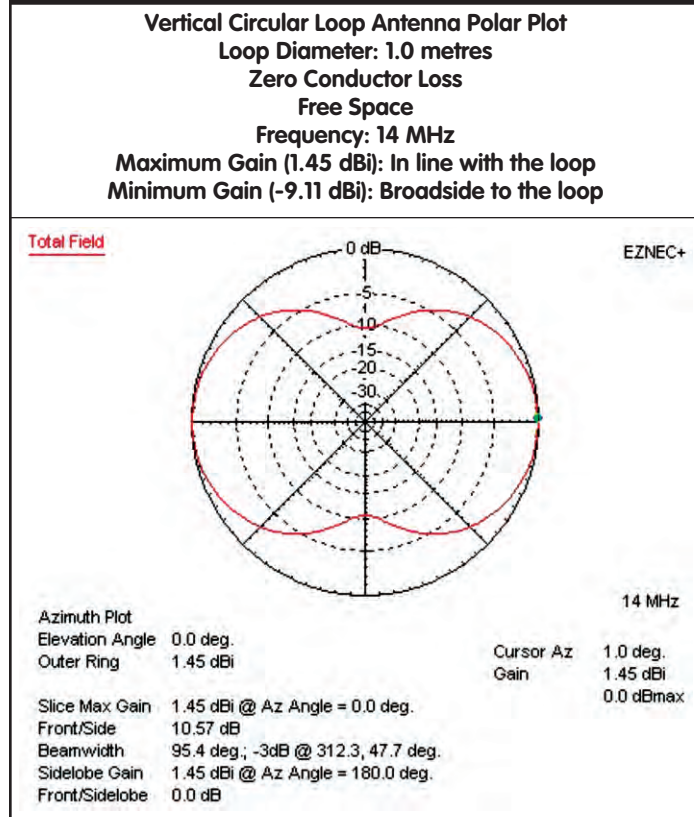 Vertical Circular Loop Antenna Polar Plot
Loop Diameter: 1.0 metres
Zero Conductor Loss
Free Space
Frequency: 14 MHz
Maximum Gain (1.45 dBi): In line with the loop
Minimum Gain (-9.11 dBi): Broadside to the loop
Total Field
EZNEC+
0 dB
-5
-10
-15
-20
-30
14 MHz
Azimuth Plot
Elevation Angle 0.0 deg.
Outer Ring 1.45 dBi
Cursor Az 1.0 deg.
Gain 1.45 dBi
0.0 dBmax
Slice Max Gain 1.45 dBi @ Az Angle = 0.0 deg.
Front/Side 10.57 dB
Beamwidth 95.4 deg.; -3dB @ 312.3, 47.7 deg.
Sidelobe Gain 1.45 dBi @ Az Angle = 180.0 deg.
Front/Sidelobe 0.0 dB